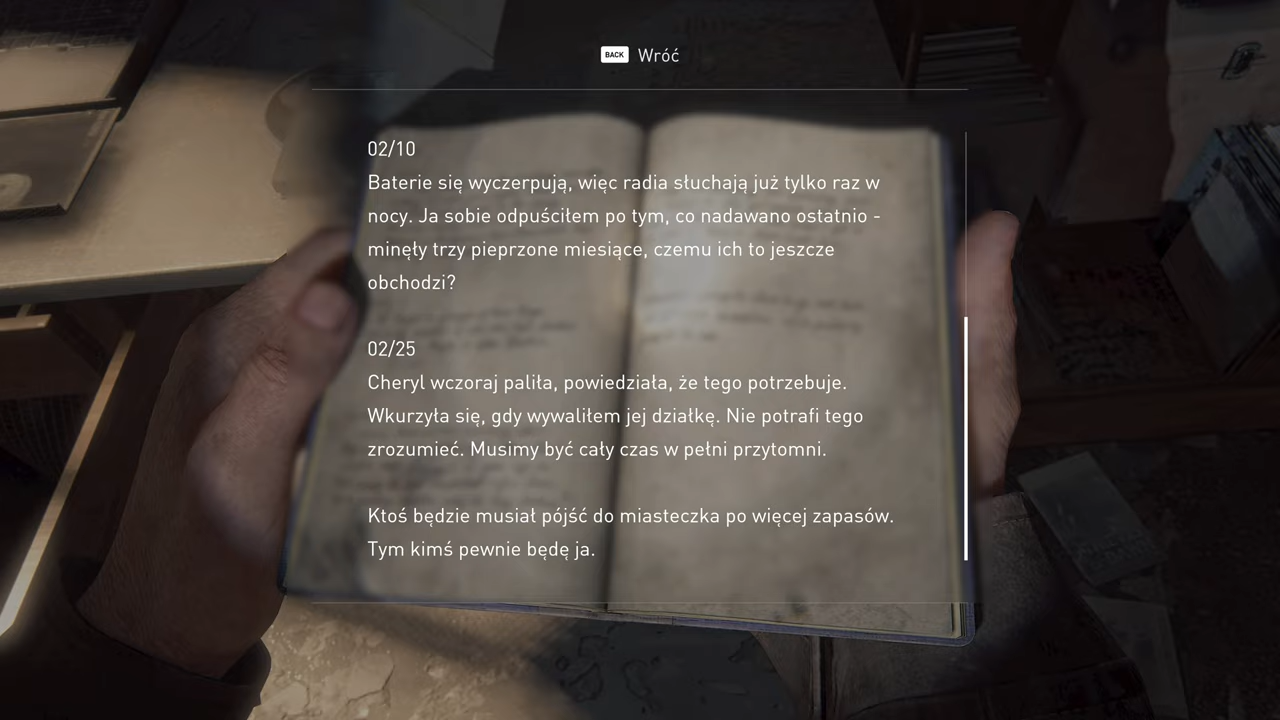 BACK Wróć
02/10
Baterie się wyczerpują, więc radia słuchają już tylko raz w
nocy. Ja sobie odpuściłem po tym, co nadawano ostatnio -
minęły trzy pieprzone miesiące, czemu ich to jeszcze
obchodzi?
02/25
Cheryl wczoraj paliła, powiedziała, że tego potrzebuje.
Wkurzyła się, gdy wywaliłem jej działkę. Nie potrafi tego
zrozumieć. Musimy być cały czas w pełni przytomni.
Ktoś będzie musiał pójść do miasteczka po więcej zapasów.
Tym kimś pewnie będę ja.